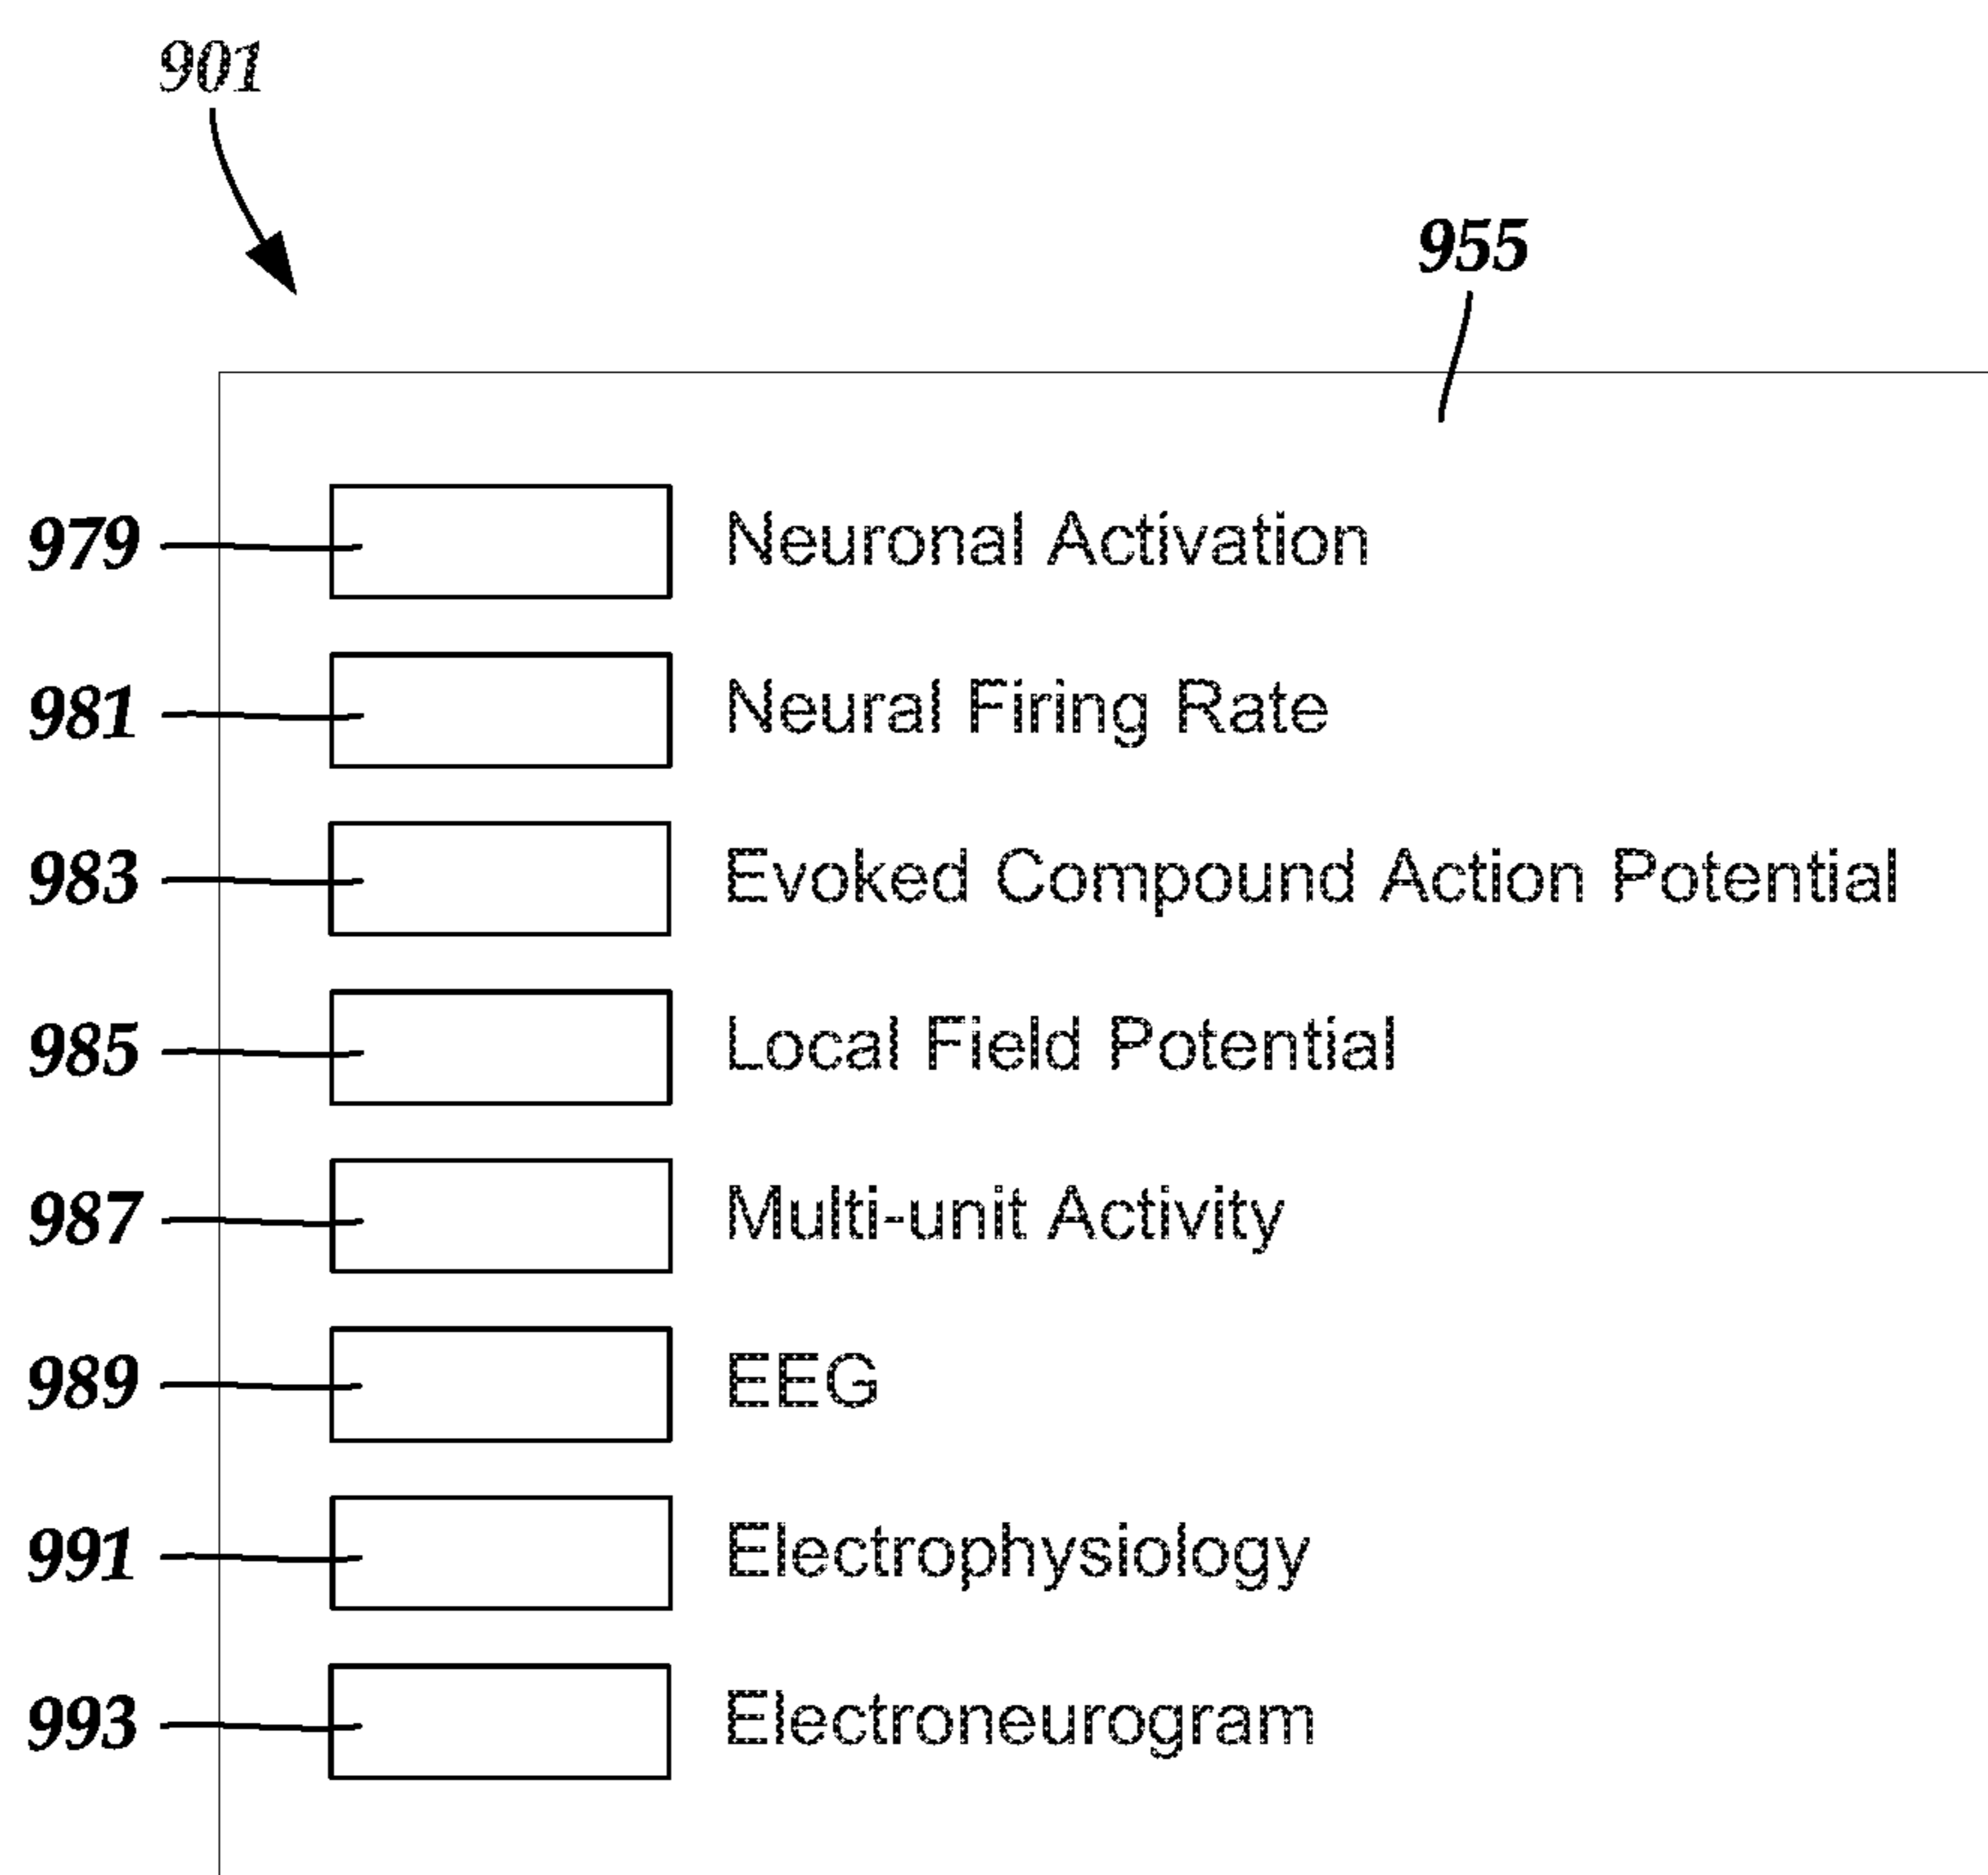 901
955
979 Neuronal Activation
981 Neural Firing Rate
983 Evoked Compound Action Potential
985 Local Field Potential
987 Multi-unit Activity
989 EEG
991 Electrophysiology
993 Electroneurogram